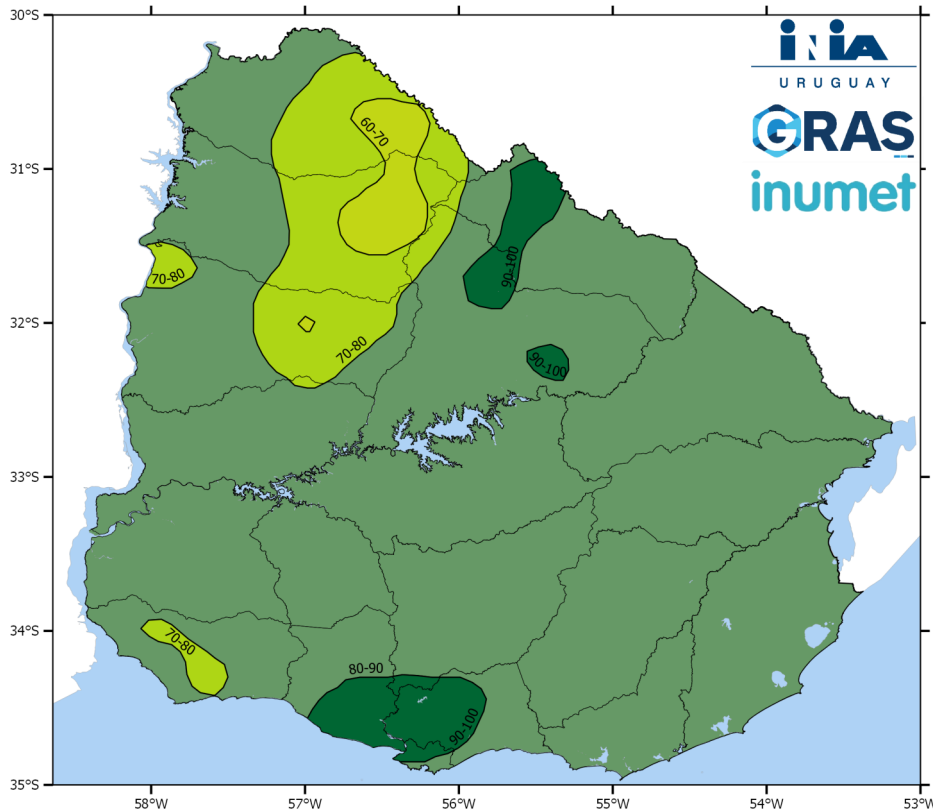 30°S
iNiA
URUGUAY
GRAS
inumet
60-70
31°S
70-80
90-100
32°S
70-80
90-100
33°S
34°S
70-80
80-90
90-100
35°S
58°W
57°W
56°W
55°W
54°W
53°W